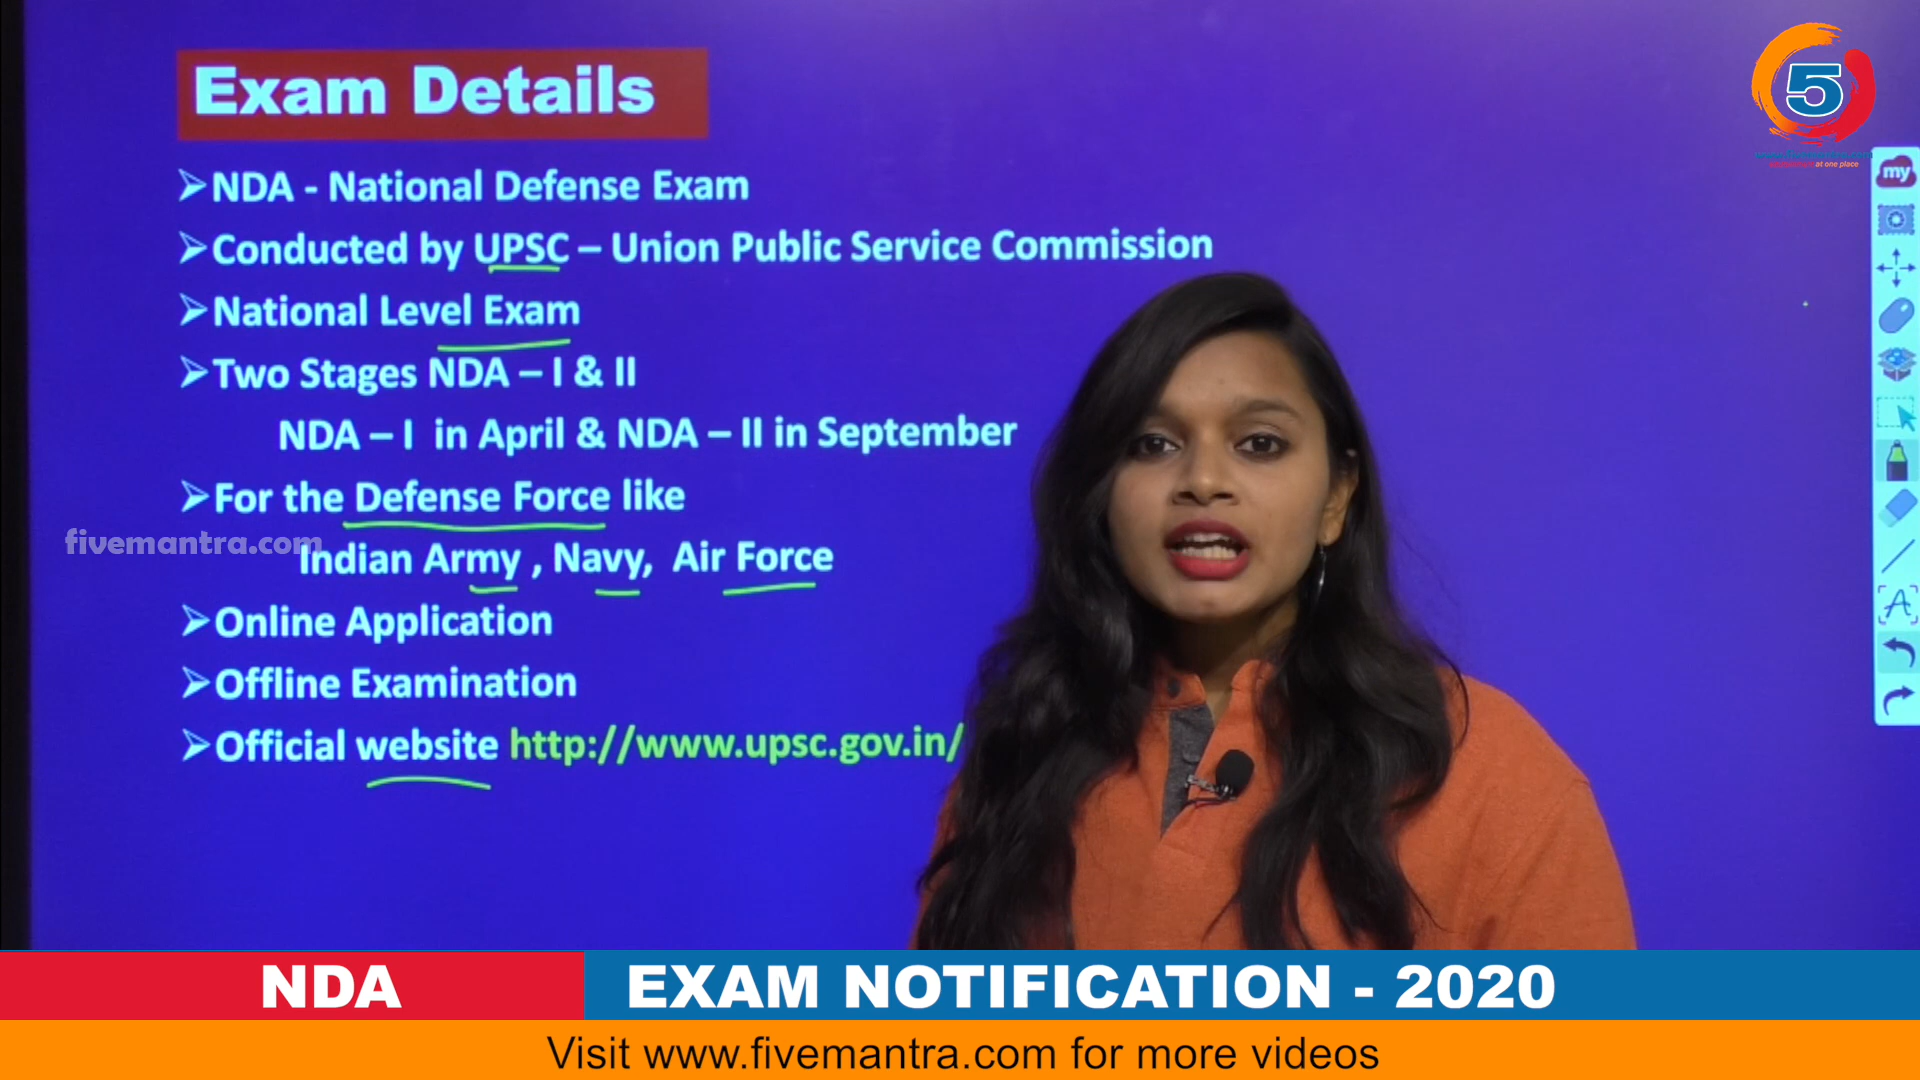 Exam Details
➢NDA - National Defense Exam
➢Conducted by UPSC – Union Public Service Commission
➢National Level Exam
➢Two Stages NDA – I & II
NDA – I in April & NDA – II in September
➢For the Defense Force like
Indian Army , Navy, Air Force
➢Online Application
➢Offline Examination
➢Official website http://www.upsc.gov.in/
fivemantra.com
5
at one place
my
A
NDA
EXAM NOTIFICATION - 2020
Visit www.fivemantra.com for more videos